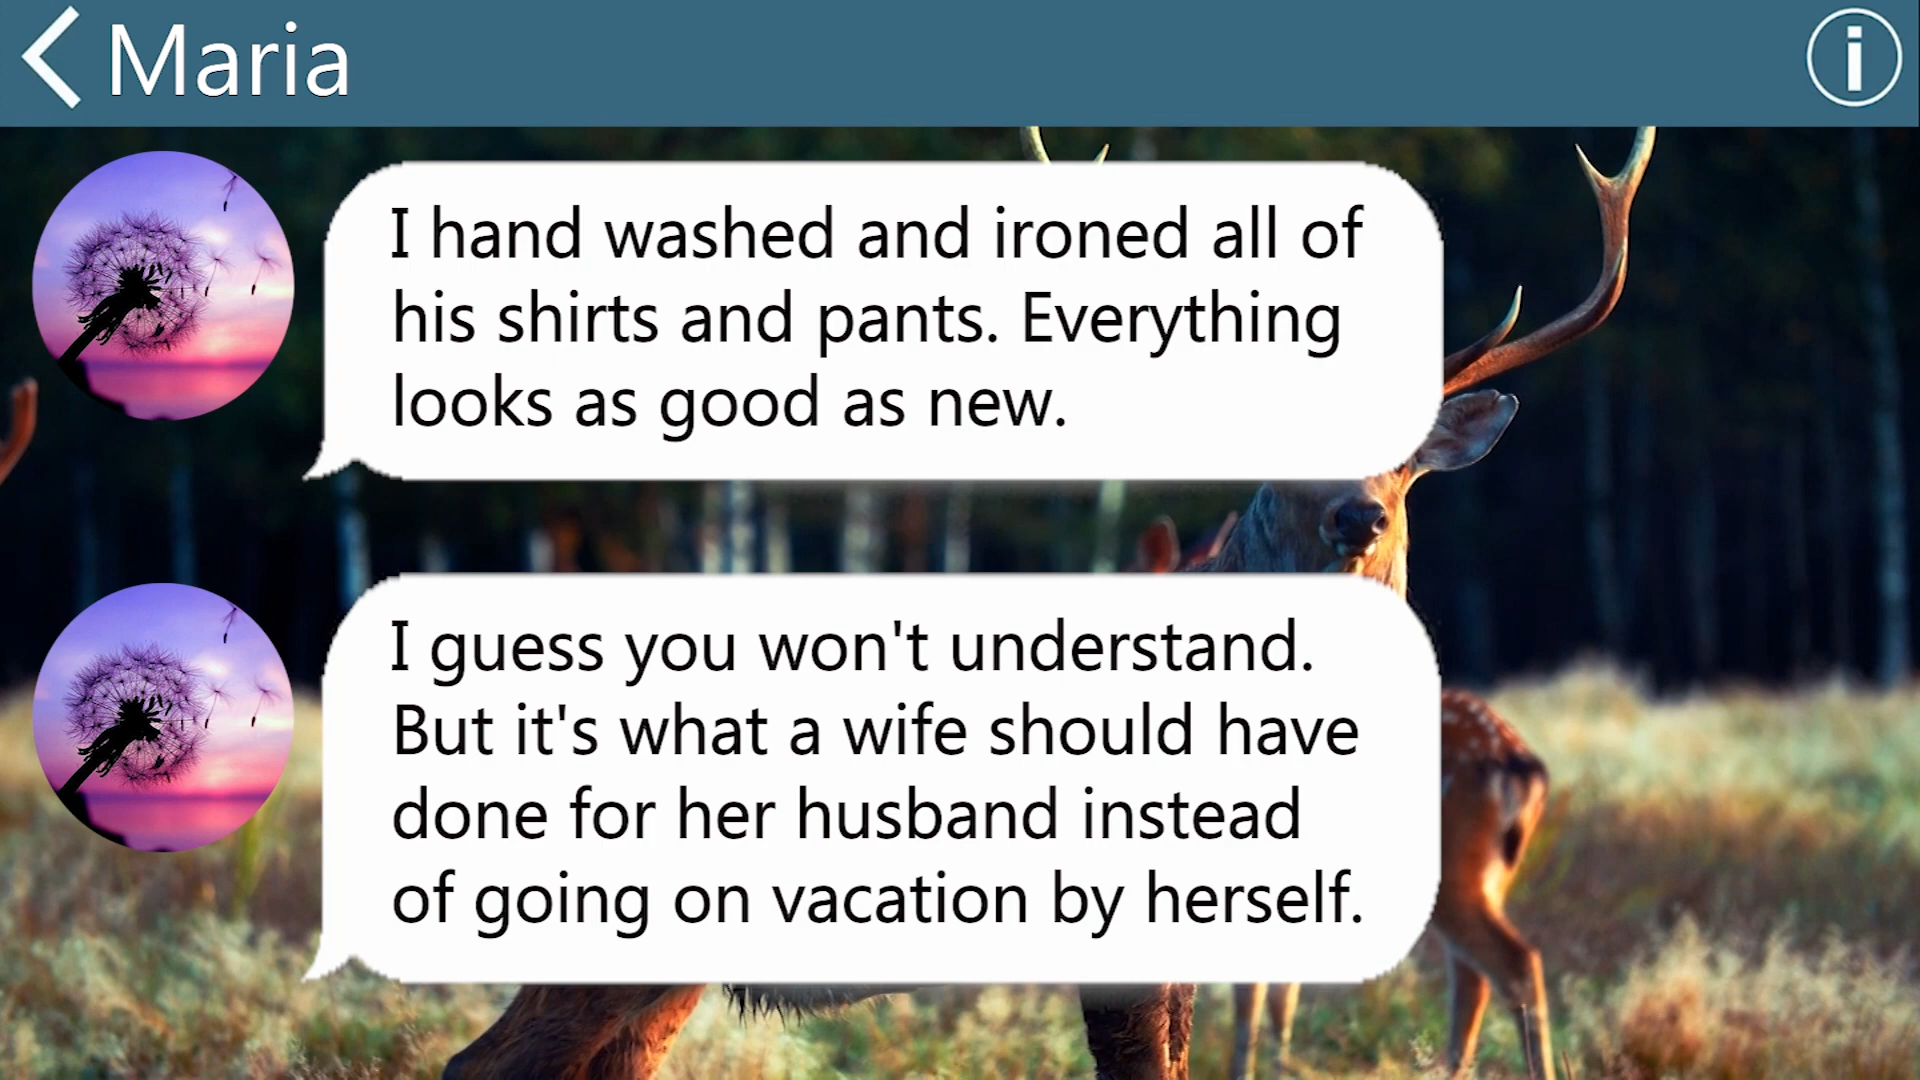 Maria
I hand washed and ironed all of
his shirts and pants. Everything
looks as good as new.
I guess you won't understand.
But it's what a wife should have
done for her husband instead
of going on vacation by herself.